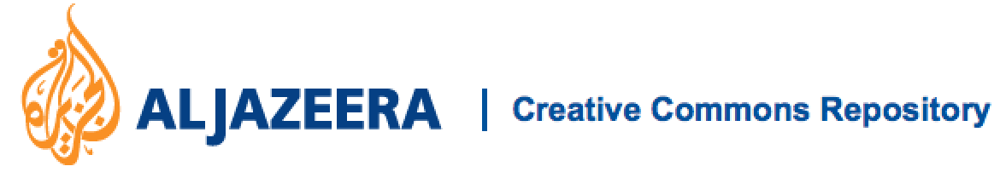 الجزيرة
ALJAZEERA | Creative Commons Repository